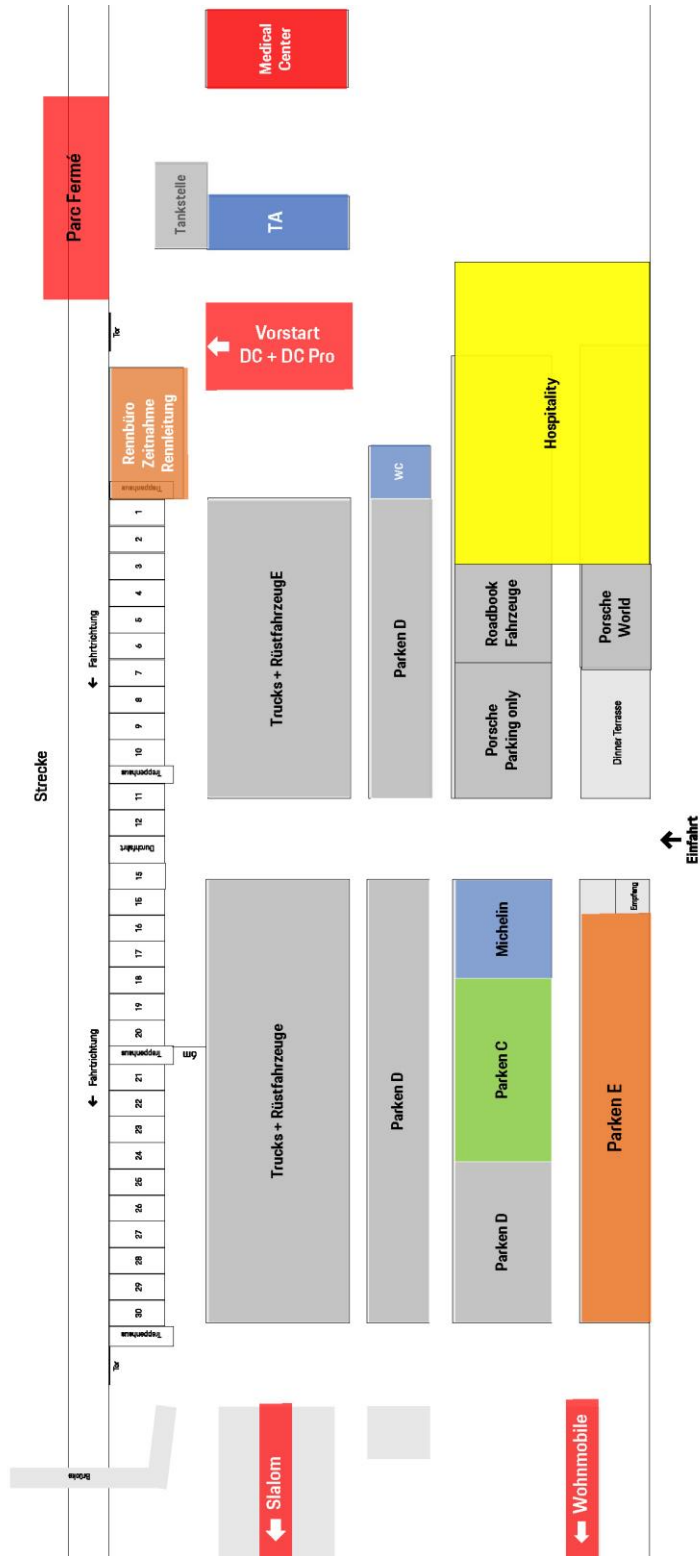 Strecke
Parc Fermé
Brücke
← Fahrtrichtung
← Fahrtrichtung
Tor
Tor
Treppenhaus
30
29
28
27
26
25
24
23
22
21
Treppenhaus
20
19
18
17
16
15
15
Durchfahrt
12
11
Treppenhaus
10
9
8
7
6
5
4
3
2
1
Treppenhaus
Rennbüro
Zeitnahme
Rennleitung
Tankstelle
6m
← Slalom
Trucks + Rüstfahrzeuge
Trucks + RüstfahrzeugE
Vorstart
DC + DC Pro
TA
Medical
Center
Parken D
Parken D
WC
Parken D
Parken C
Michelin
Porsche
Parking only
Roadbook
Fahrzeuge
Hospitality
← Wohnmobile
Parken E
Empfang
Dinner Terrasse
Porsche
World
Einfahrt